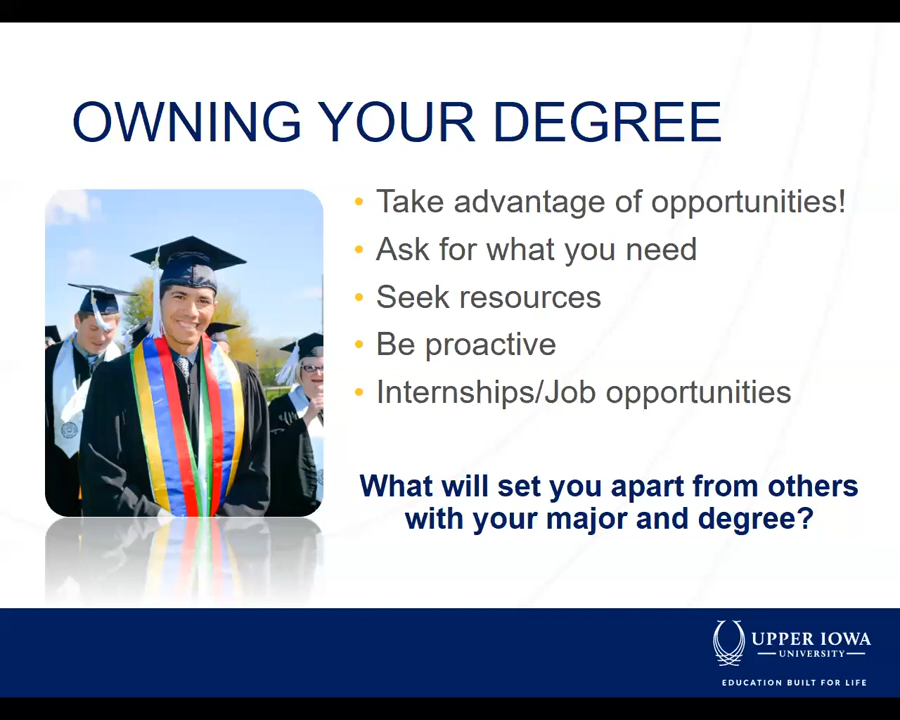 OWNING YOUR DEGREE
• Take advantage of opportunities!
• Ask for what you need
• Seek resources
• Be proactive
• Internships/Job opportunities
What will set you apart from others
with your major and degree?
UPPER IOWA
UNIVERSITY
EDUCATION BUILT FOR LIFE